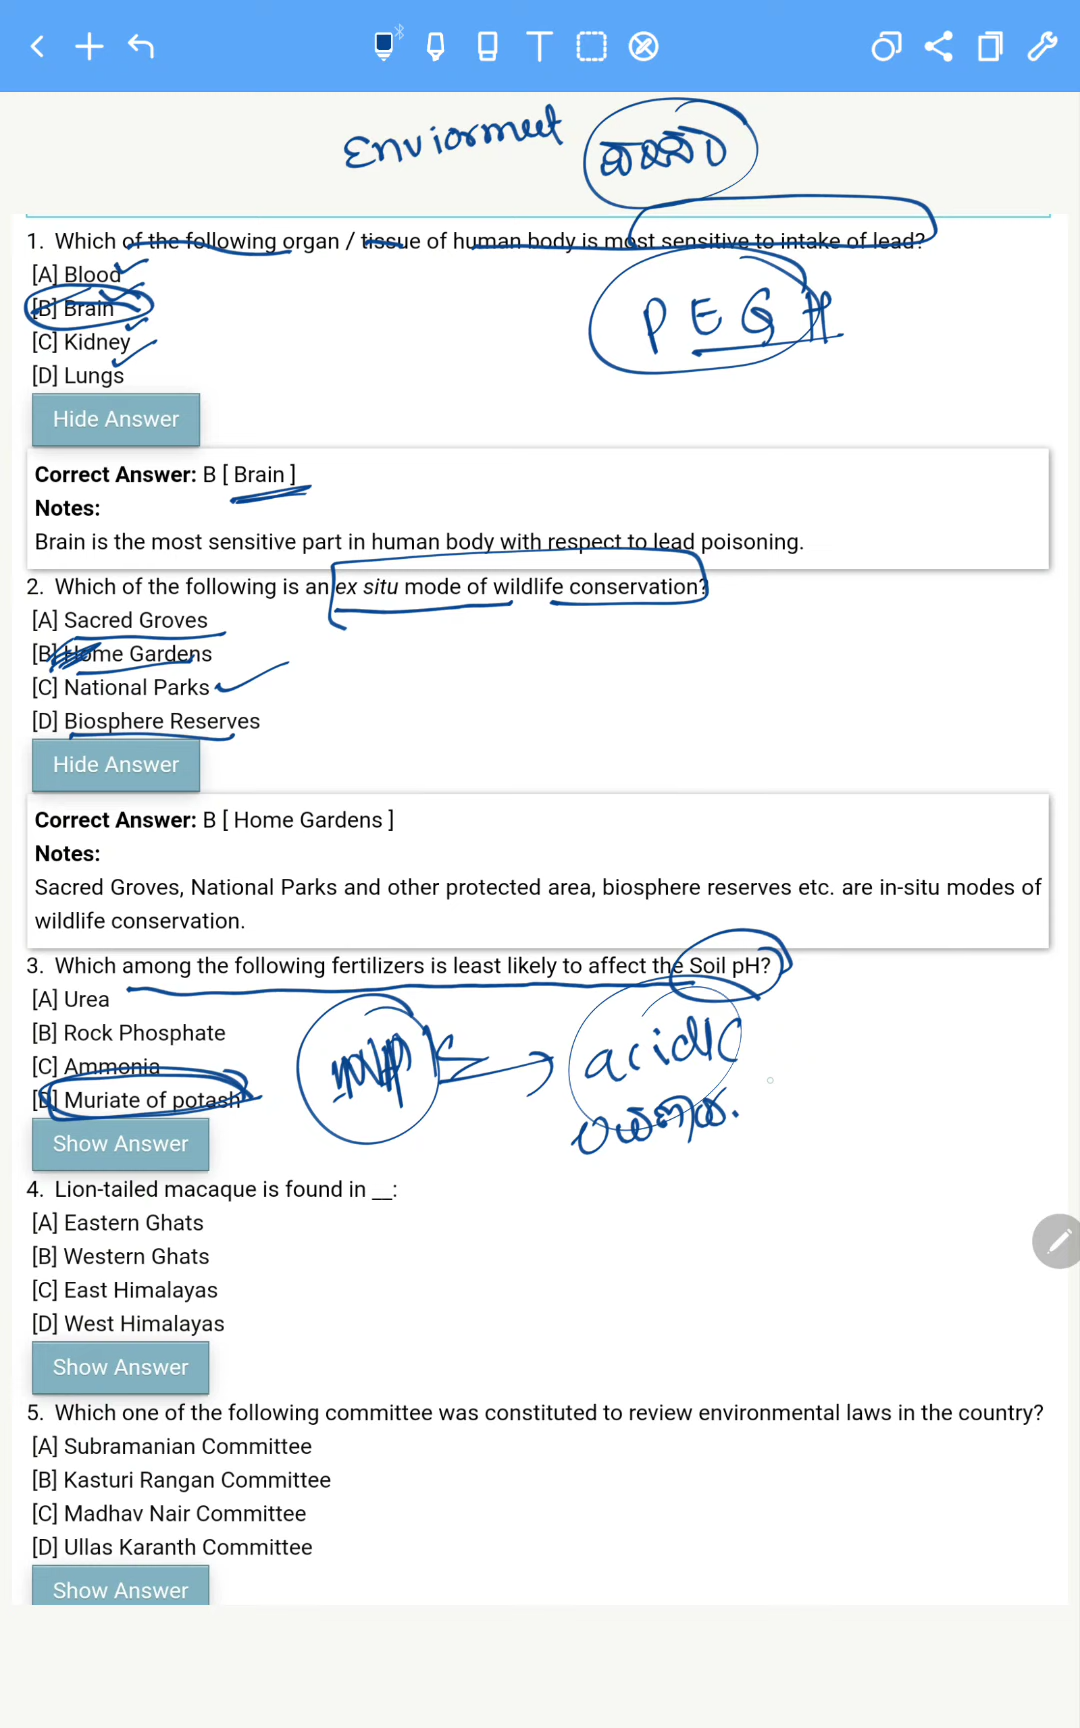 Enviormeet
1. Which of the following organ / tissue of human body is most sensitive to intake of lead?
[A] Blood
[B] Brain
[C] Kidney
[D] Lungs
P E G H
Hide Answer
Correct Answer: B [ Brain ]
Notes:
Brain is the most sensitive part in human body with respect to lead poisoning.
2. Which of the following is an ex situ mode of wildlife conservation?
[A] Sacred Groves
[B] Home Gardens
[C] National Parks
[D] Biosphere Reserves
Hide Answer
Correct Answer: B [ Home Gardens ]
Notes:
Sacred Groves, National Parks and other protected area, biosphere reserves etc. are in-situ modes of
wildlife conservation.
3. Which among the following fertilizers is least likely to affect the Soil pH?
[A] Urea
[B] Rock Phosphate
[C] Ammonia
[D] Muriate of potash
acidic
Show Answer
4. Lion-tailed macaque is found in __:
[A] Eastern Ghats
[B] Western Ghats
[C] East Himalayas
[D] West Himalayas
Show Answer
5. Which one of the following committee was constituted to review environmental laws in the country?
[A] Subramanian Committee
[B] Kasturi Rangan Committee
[C] Madhav Nair Committee
[D] Ullas Karanth Committee
Show Answer